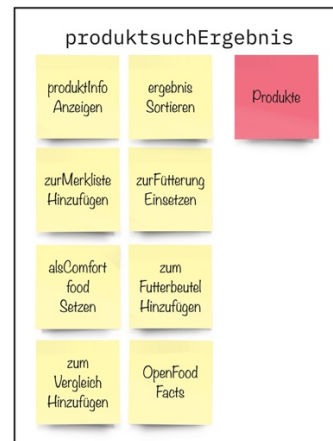 produktsuchErgebnis
produktInfo
Anzeigen
ergebnis
Sortieren
Produkte
zurMerkliste
Hinzufügen
zurFütterung
Einsetzen
alsComfort
food
Setzen
zum
Futterbeutel
Hinzufügen
zum
Vergleich
Hinzufügen
OpenFood
Facts